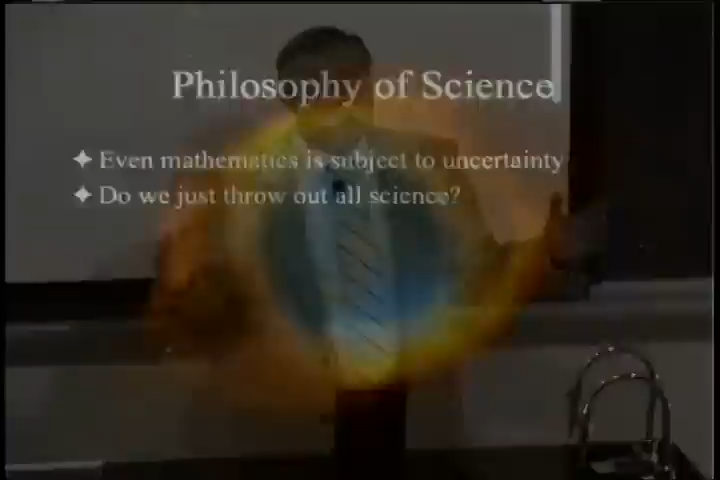 Philosophy of Science
✦ Even mathematics is subject to uncertainty
✦ Do we just throw out all science?